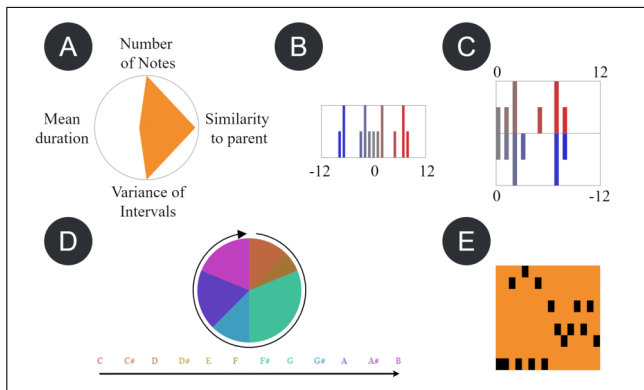 A
Number
of Notes
Mean
duration
Similarity
to parent
Variance of
Intervals
B
-12
0
12
C
0
12
0
-12
D
C C# D D# E F F# G G# A A# B
E